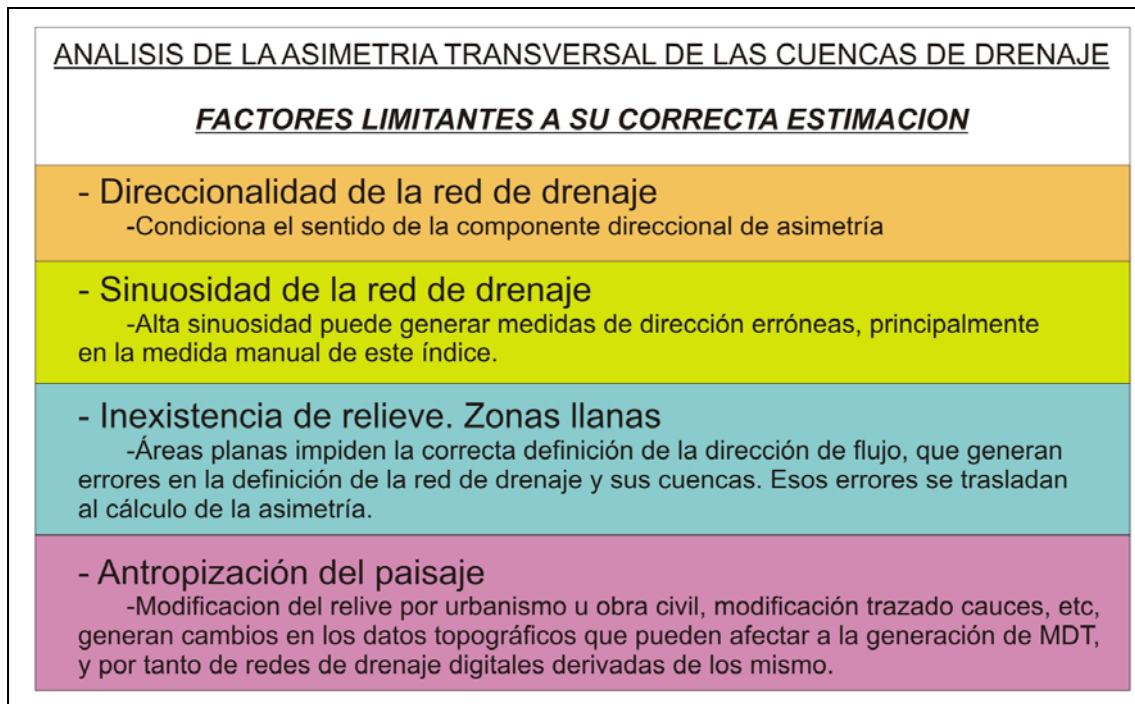 ANALISIS DE LA ASIMETRIA TRANSVERSAL DE LAS CUENCAS DE DRENAJE
FACTORES LIMITANTES A SU CORRECTA ESTIMACION
- Direccionalidad de la red de drenaje
-Condiciona el sentido de la componente direccional de asimetría
- Sinuosidad de la red de drenaje
-Alta sinuosidad puede generar medidas de dirección erróneas, principalmente
en la medida manual de este índice.
- Inexistencia de relieve. Zonas llanas
-Áreas planas impiden la correcta definición de la dirección de flujo, que generan
errores en la definición de la red de drenaje y sus cuencas. Esos errores se trasladan
al cálculo de la asimetría.
- Antropización del paisaje
-Modificacion del relive por urbanismo u obra civil, modificación trazado cauces, etc,
generan cambios en los datos topográficos que pueden afectar a la generación de MDT,
y por tanto de redes de drenaje digitales derivadas de los mismo.